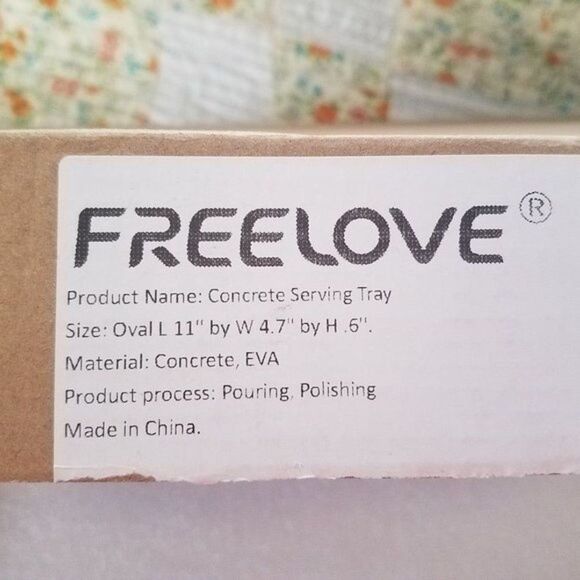 FREELOVE®
Product Name: Concrete Serving Tray
Size: Oval L 11" by W 4.7" by H .6".
Material: Concrete, EVA
Product process: Pouring, Polishing
Made in China.